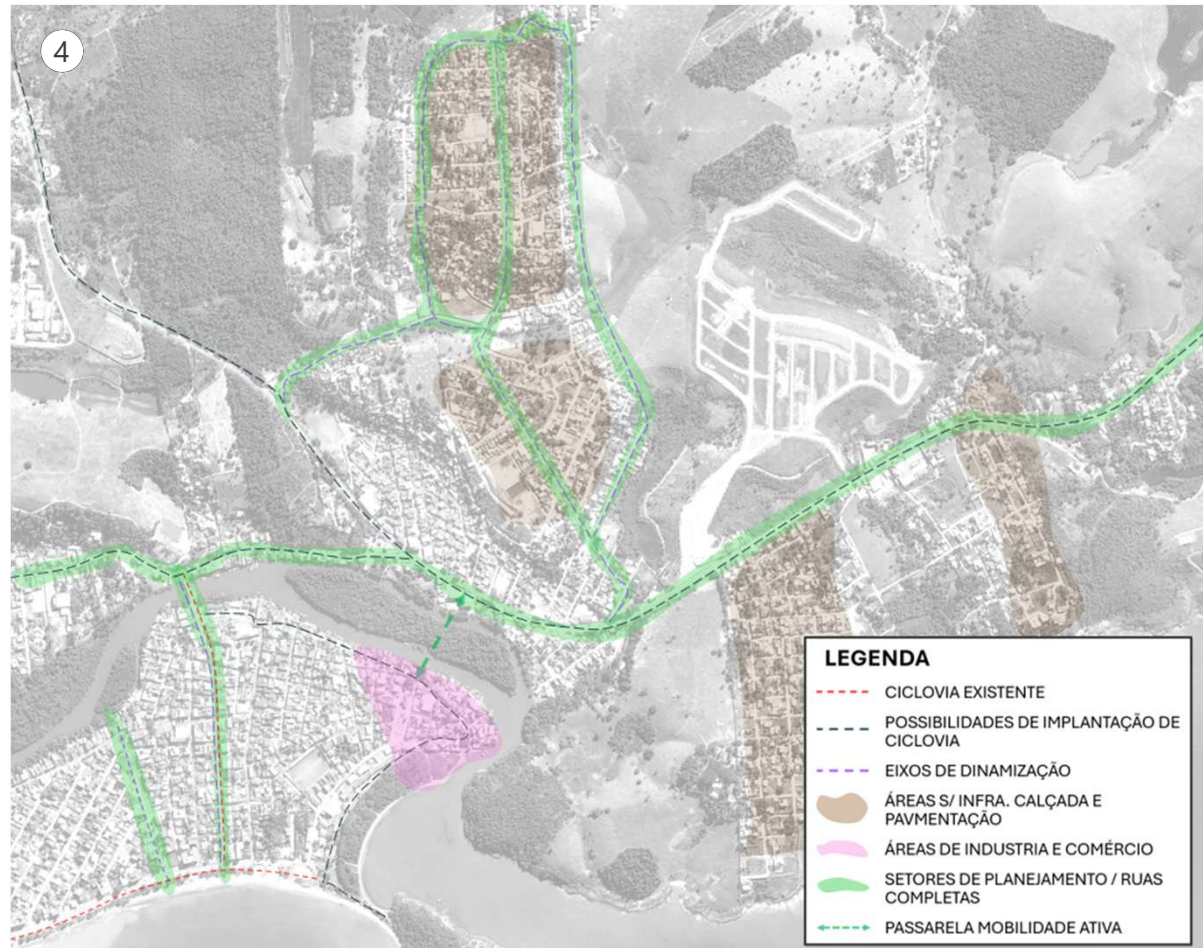 4
LEGENDA
CICLOVIA EXISTENTE
POSSIBILIDADES DE IMPLANTAÇÃO DE
CICLOVIA
EIXOS DE DINAMIZAÇÃO
ÁREAS S/ INFRA. CALÇADA E
PAVMENTAÇÃO
ÁREAS DE INDUSTRIA E COMÉRCIO
SETORES DE PLANEJAMENTO / RUAS
COMPLETAS
PASSARELA MOBILIDADE ATIVA